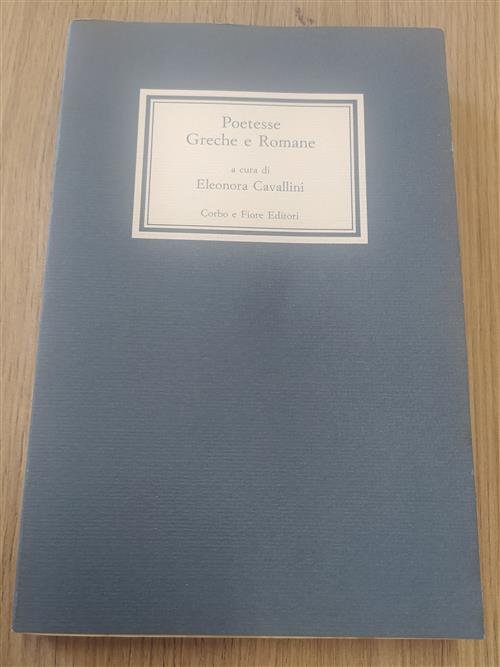 Poetesse
Greche e Romane
a cura di
Eleonora Cavallini
Corbo e Fiore Editori